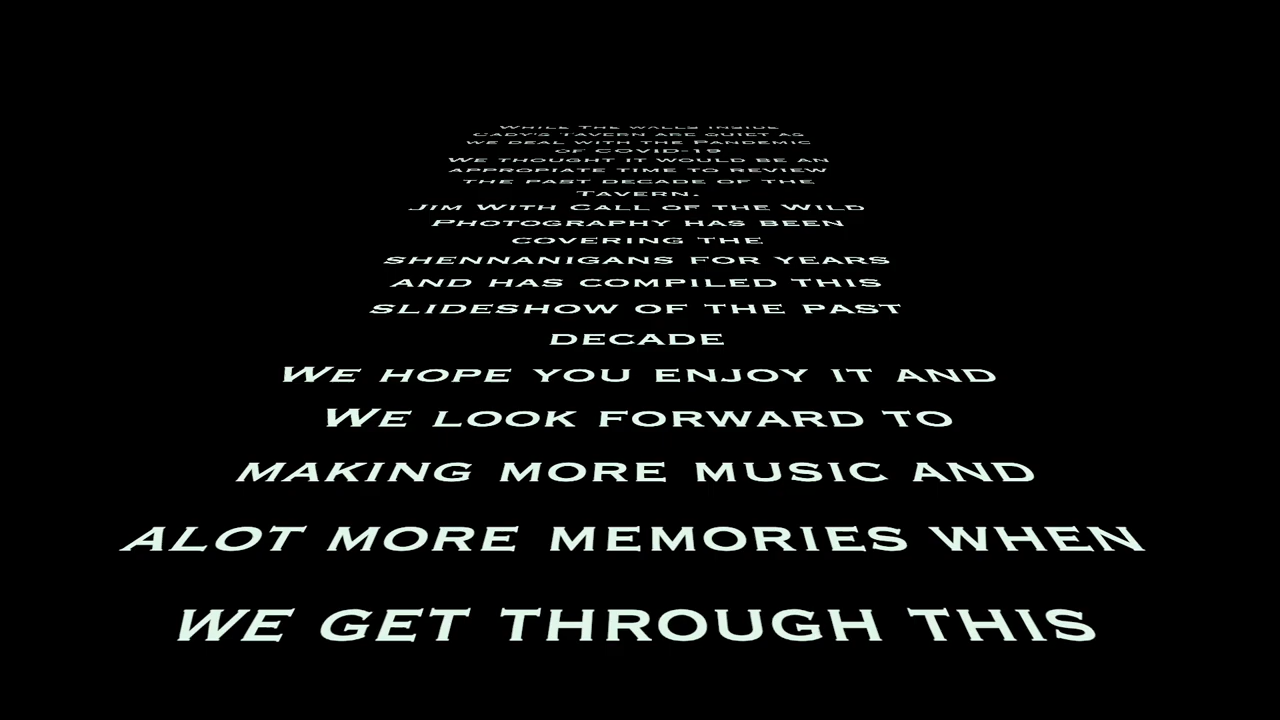 While the walls inside
Cady's Tavern are quiet as
we deal with the Pandemic
of COVID-19
We thought it would be an
appropiate time to review
the past decade of the
Tavern.
Jim With Call of the Wild
Photography has been
covering the
shennanigans for years
and has compiled this
slideshow of the past
decade
We hope you enjoy it and
We look forward to
making more music and
alot more memories when
we get through this